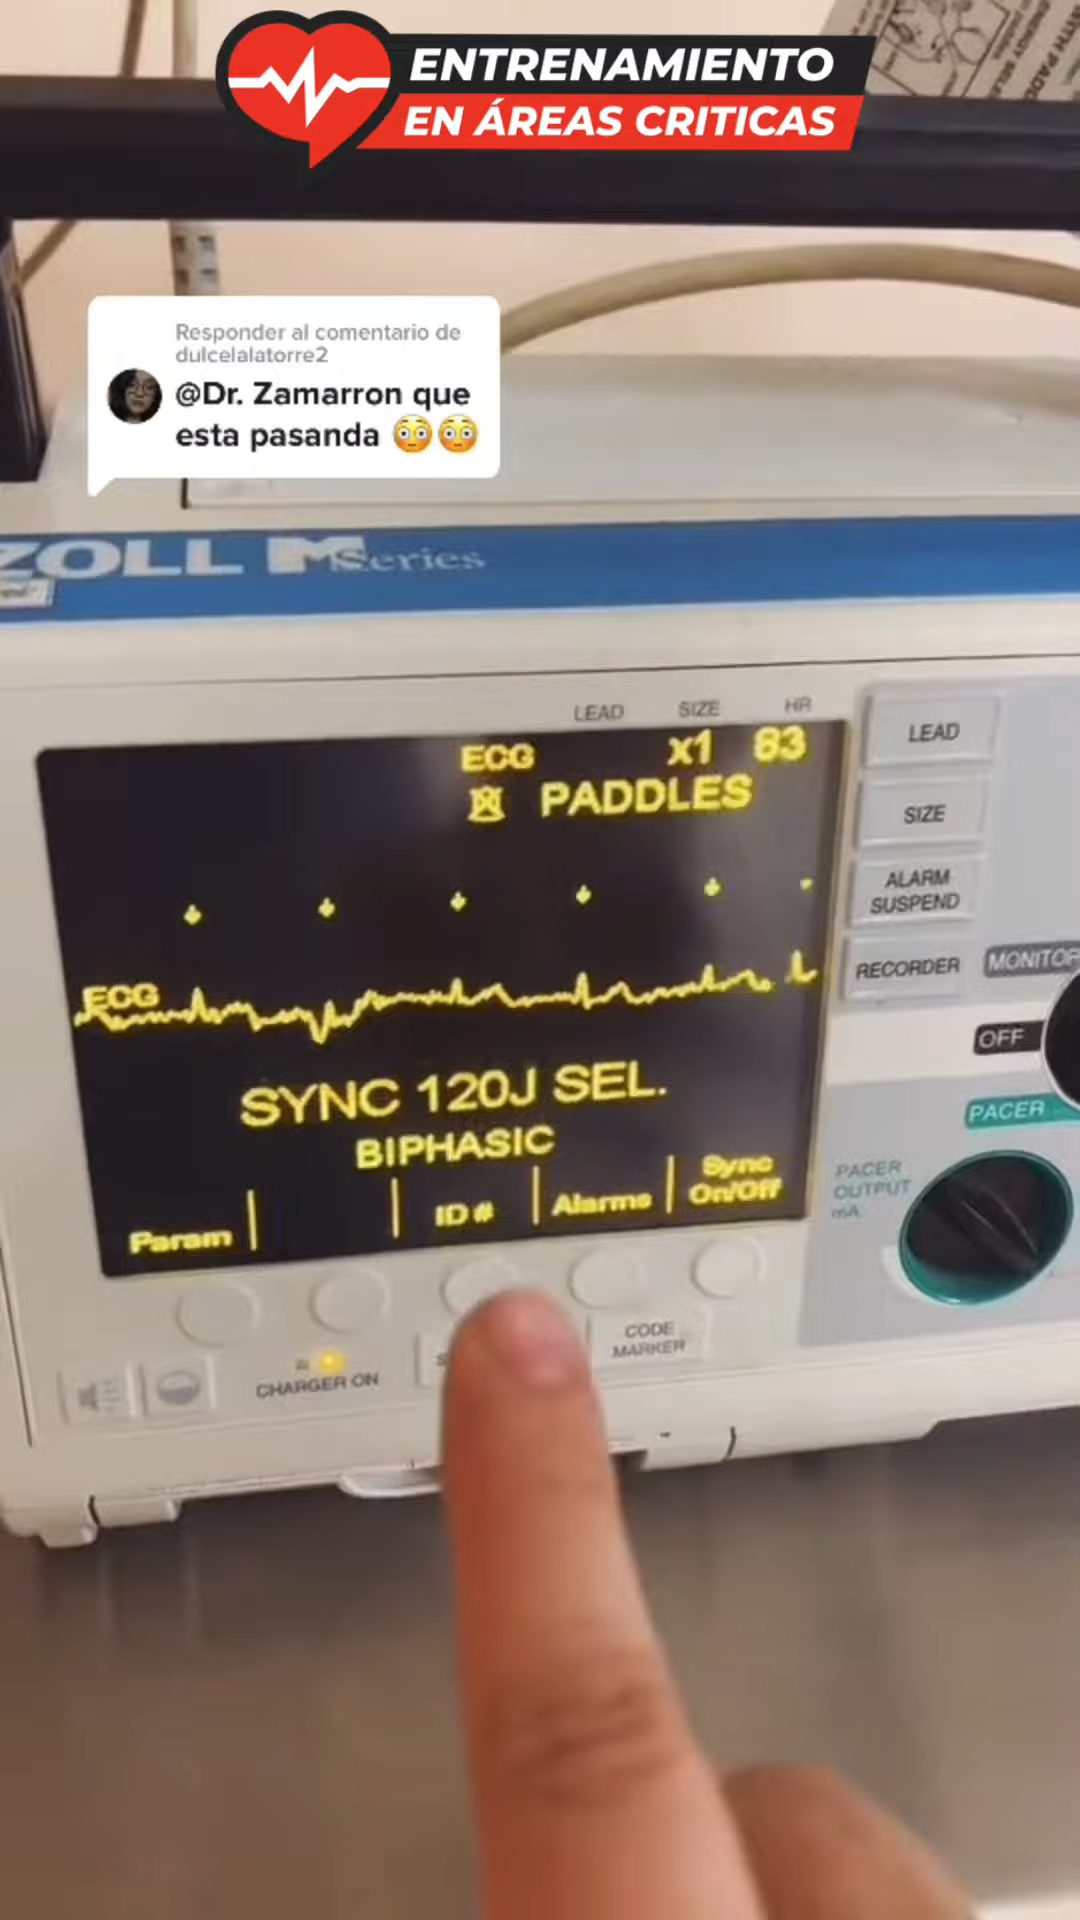 ENTRENAMIENTO
EN ÁREAS CRITICAS
Responder al comentario de
dulcelalatorre2
@Dr. Zamarron que
esta pasanda 😳😳
ZOLL M Series
LEAD SIZE HR
ECG x1 83
PADDLES
ECG
SYNC 120J SEL.
BIPHASIC
Param
ID #
Alarms
Sync
On/Off
LEAD
SIZE
ALARM
SUSPEND
RECORDER
MONITOR
OFF
PACER
PACER
OUTPUT
mA
CODE
MARKER
CHARGER ON